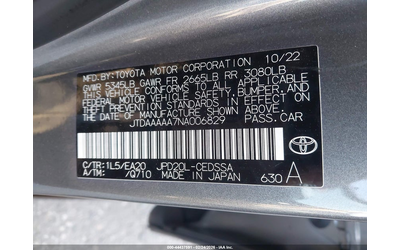 MFD.BY:TOYOTA MOTOR CORPORATION 10/22
GVWR 5345LB GAWR FR 2665LB RR 3080LB
THIS VEHICLE CONFORMS TO ALL APPLICABLE
FEDERAL MOTOR VEHICLE SAFETY, BUMPER, AND
THEFT PREVENTION STANDARDS IN EFFECT ON
THE DATE OF MANUFACTURE SHOWN ABOVE.
JTDAAAAA7NA006829 PASS.CAR
TOYOTA
C/TR: 1L5/EA20 JPD20L-CEDSSA
A/TM: /Q710 MADE IN JAPAN 630 A